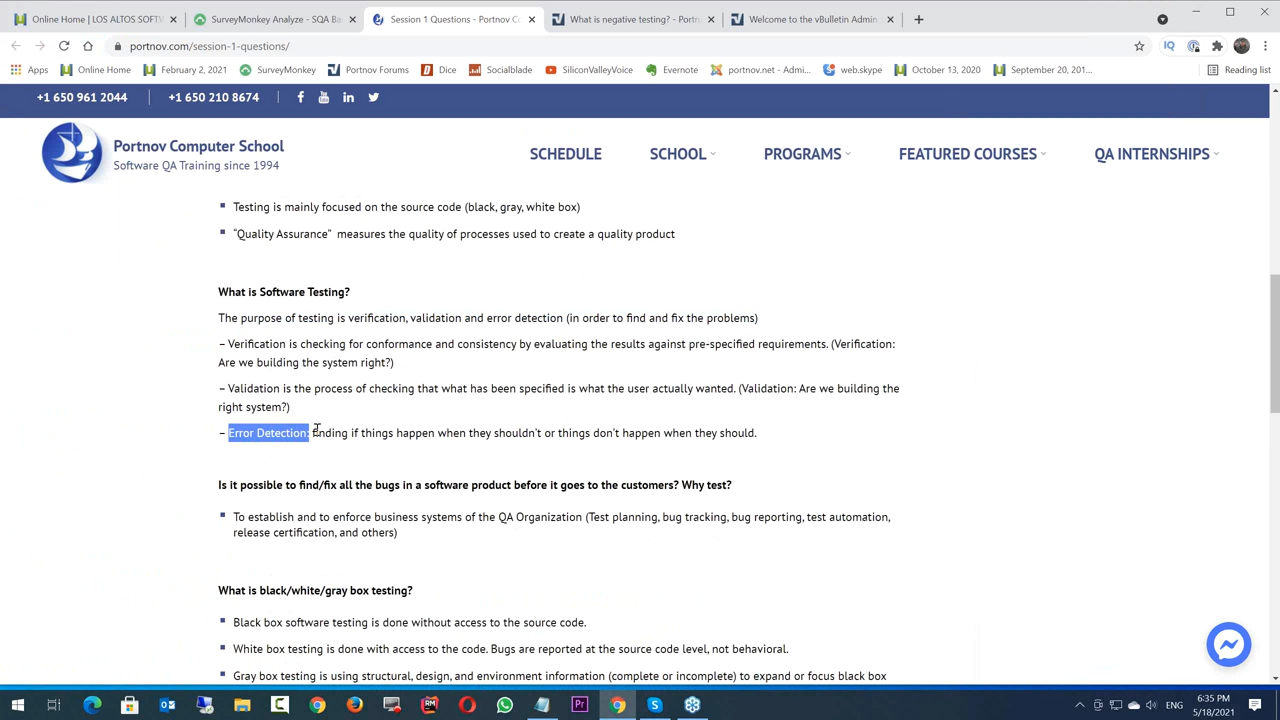 Online Home | LOS ALTOS SOFTW
SurveyMonkey Analyze - SQA Ba
Session 1 Questions - Portnov Co
What is negative testing? - Portn
Welcome to the vBulletin Admin
portnov.com/session-1-questions/
Apps
Online Home
February 2, 2021
SurveyMonkey
Portnov Forums
Dice
Socialblade
SiliconValleyVoice
Evernote
portnov.net - Admi...
web.skype
October 13, 2020
September 20, 201...
Reading list
+1 650 961 2044
+1 650 210 8674
Portnov Computer School
Software QA Training since 1994
SCHEDULE
SCHOOL
PROGRAMS
FEATURED COURSES
QA INTERNSHIPS
Testing is mainly focused on the source code (black, gray, white box)
“Quality Assurance” measures the quality of processes used to create a quality product
What is Software Testing?
The purpose of testing is verification, validation and error detection (in order to find and fix the problems)
– Verification is checking for conformance and consistency by evaluating the results against pre-specified requirements. (Verification:
Are we building the system right?)
– Validation is the process of checking that what has been specified is what the user actually wanted. (Validation: Are we building the
right system?)
– Error Detection: finding if things happen when they shouldn’t or things don’t happen when they should.
Is it possible to find/fix all the bugs in a software product before it goes to the customers? Why test?
To establish and to enforce business systems of the QA Organization (Test planning, bug tracking, bug reporting, test automation,
release certification, and others)
What is black/white/gray box testing?
Black box software testing is done without access to the source code.
White box testing is done with access to the code. Bugs are reported at the source code level, not behavioral.
Gray box testing is using structural, design, and environment information (complete or incomplete) to expand or focus black box
ENG
6:35 PM
5/18/2021